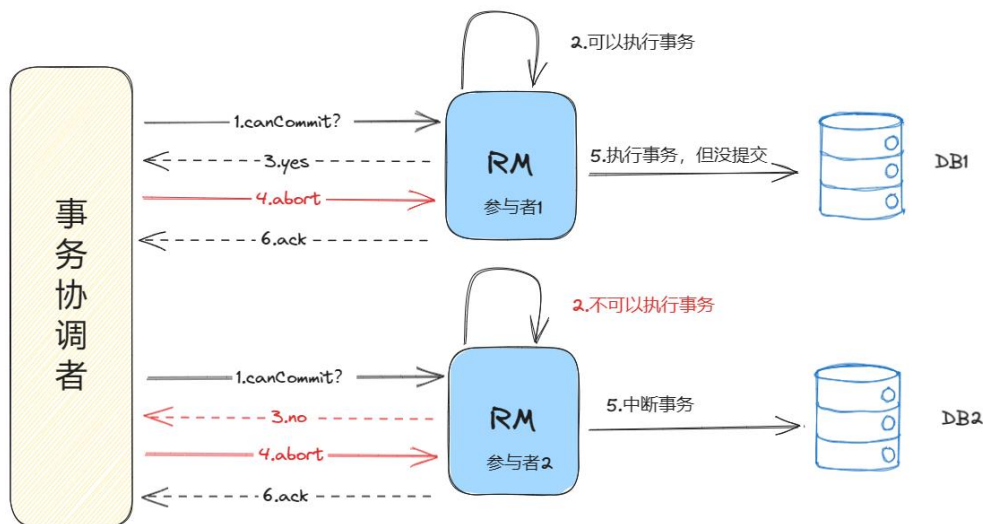 事务协调者
2.可以执行事务
1.canCommit?
3.yes
4.abort
6.ack
RM
参与者1
5.执行事务，但没提交
DB1
2.不可以执行事务
1.canCommit?
3.no
4.abort
6.ack
RM
参与者2
5.中断事务
DB2